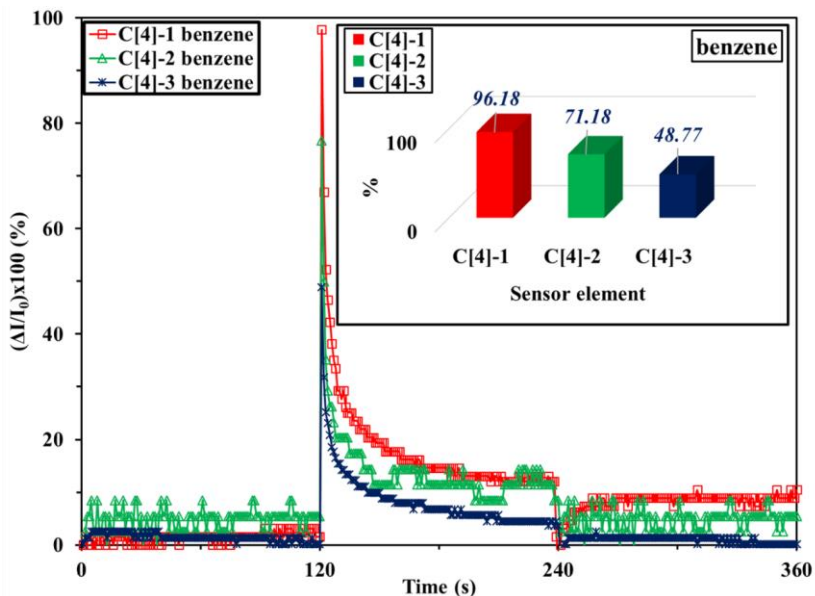 100
80
60
40
20
0
(ΔI/I₀)x100 (%)
C[4]-1 benzene
C[4]-2 benzene
C[4]-3 benzene
C[4]-1
C[4]-2
C[4]-3
benzene
96.18
71.18
48.77
100
0
%
C[4]-1 C[4]-2 C[4]-3
Sensor element
0 120 240 360
Time (s)